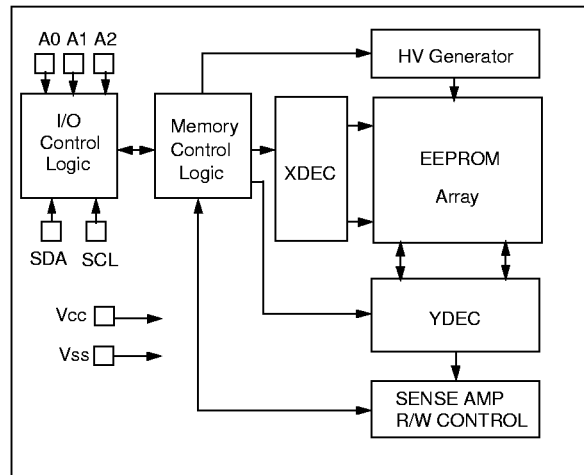 A0 A1 A2
HV Generator
I/O
Control
Logic
Memory
Control
Logic
XDEC
EEPROM
Array
SDA SCL
Vcc
Vss
YDEC
SENSE AMP
R/W CONTROL